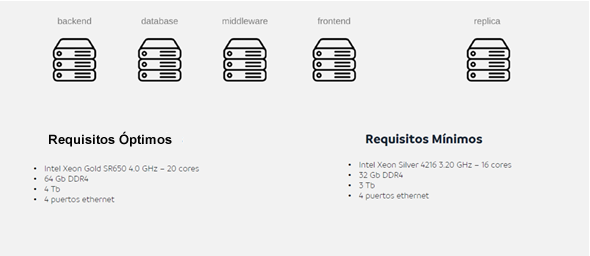 backend database middleware frontend replica
Requisitos Óptimos
• Intel Xeon Gold SR650 4.0 GHz – 20 cores
• 64 Gb DDR4
• 4 Tb
• 4 puertos ethernet
Requisitos Mínimos
• Intel Xeon Silver 4216 3.20 GHz – 16 cores
• 32 Gb DDR4
• 3 Tb
• 4 puertos ethernet